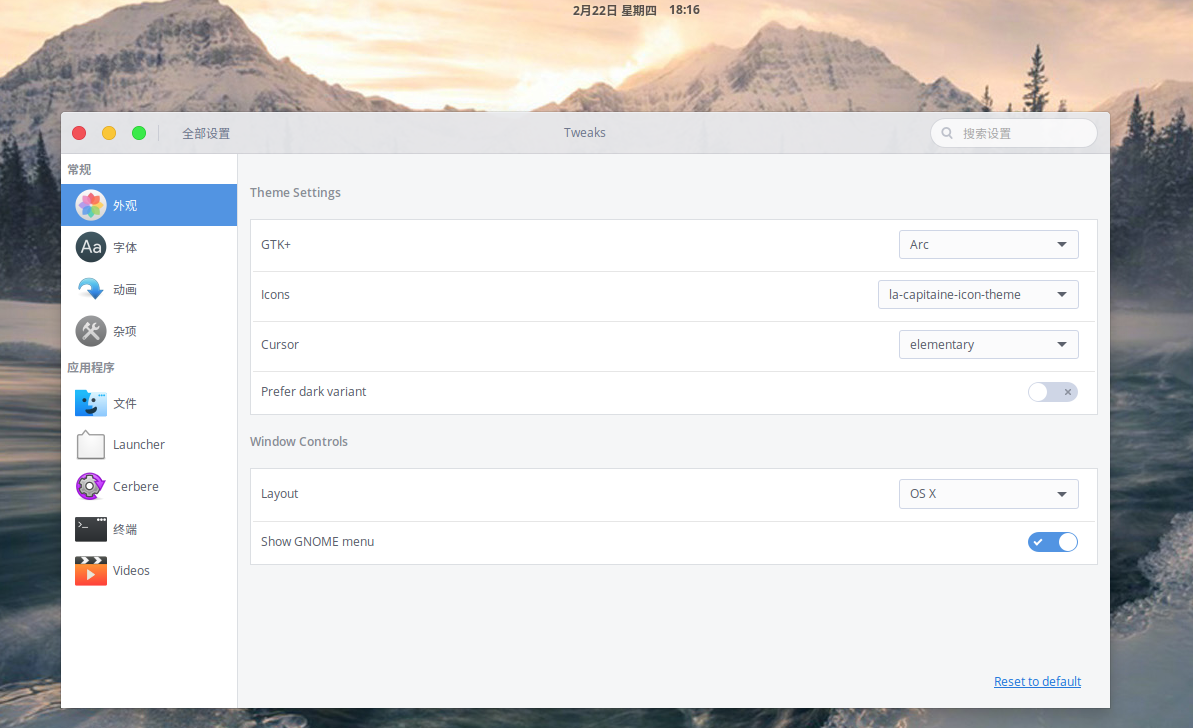 2月22日 星期四 18:16
全部设置
Tweaks
搜索设置
常规
外观
Aa 字体
动画
杂项
应用程序
文件
Launcher
Cerbere
>_ 终端
Videos
Theme Settings
GTK+ Arc
Icons la-capitaine-icon-theme
Cursor elementary
Prefer dark variant
Window Controls
Layout OS X
Show GNOME menu
Reset to default